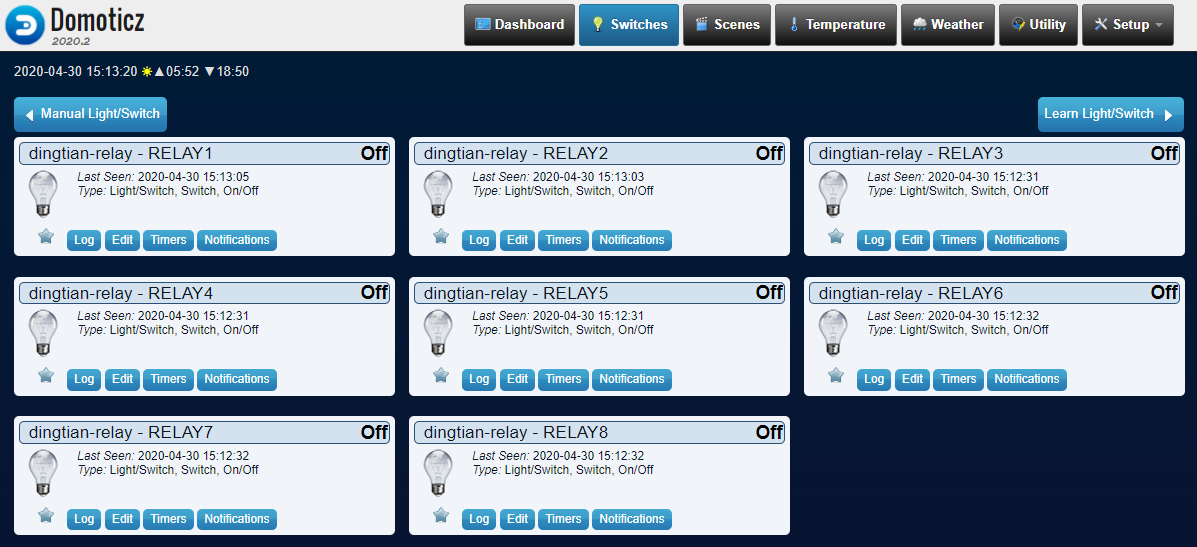 Domoticz
2020.2
Dashboard Switches Scenes Temperature Weather Utility Setup
2020-04-30 15:13:20 ☀▲05:52 ▼18:50
Manual Light/Switch
Learn Light/Switch
dingtian-relay - RELAY1 Off
Last Seen: 2020-04-30 15:13:05
Type: Light/Switch, Switch, On/Off
Log Edit Timers Notifications
dingtian-relay - RELAY2 Off
Last Seen: 2020-04-30 15:13:03
Type: Light/Switch, Switch, On/Off
Log Edit Timers Notifications
dingtian-relay - RELAY3 Off
Last Seen: 2020-04-30 15:12:31
Type: Light/Switch, Switch, On/Off
Log Edit Timers Notifications
dingtian-relay - RELAY4 Off
Last Seen: 2020-04-30 15:12:31
Type: Light/Switch, Switch, On/Off
Log Edit Timers Notifications
dingtian-relay - RELAY5 Off
Last Seen: 2020-04-30 15:12:31
Type: Light/Switch, Switch, On/Off
Log Edit Timers Notifications
dingtian-relay - RELAY6 Off
Last Seen: 2020-04-30 15:12:32
Type: Light/Switch, Switch, On/Off
Log Edit Timers Notifications
dingtian-relay - RELAY7 Off
Last Seen: 2020-04-30 15:12:32
Type: Light/Switch, Switch, On/Off
Log Edit Timers Notifications
dingtian-relay - RELAY8 Off
Last Seen: 2020-04-30 15:12:32
Type: Light/Switch, Switch, On/Off
Log Edit Timers Notifications